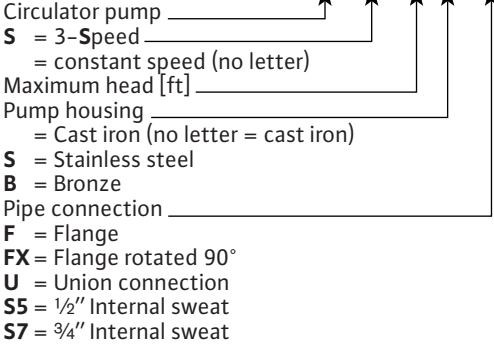 Circulator pump
S = 3-Speed
= constant speed (no letter)
Maximum head [ft]
Pump housing
= Cast iron (no letter = cast iron)
S = Stainless steel
B = Bronze
Pipe connection
F = Flange
FX = Flange rotated 90°
U = Union connection
S5 = ½″ Internal sweat
S7 = ¾″ Internal sweat